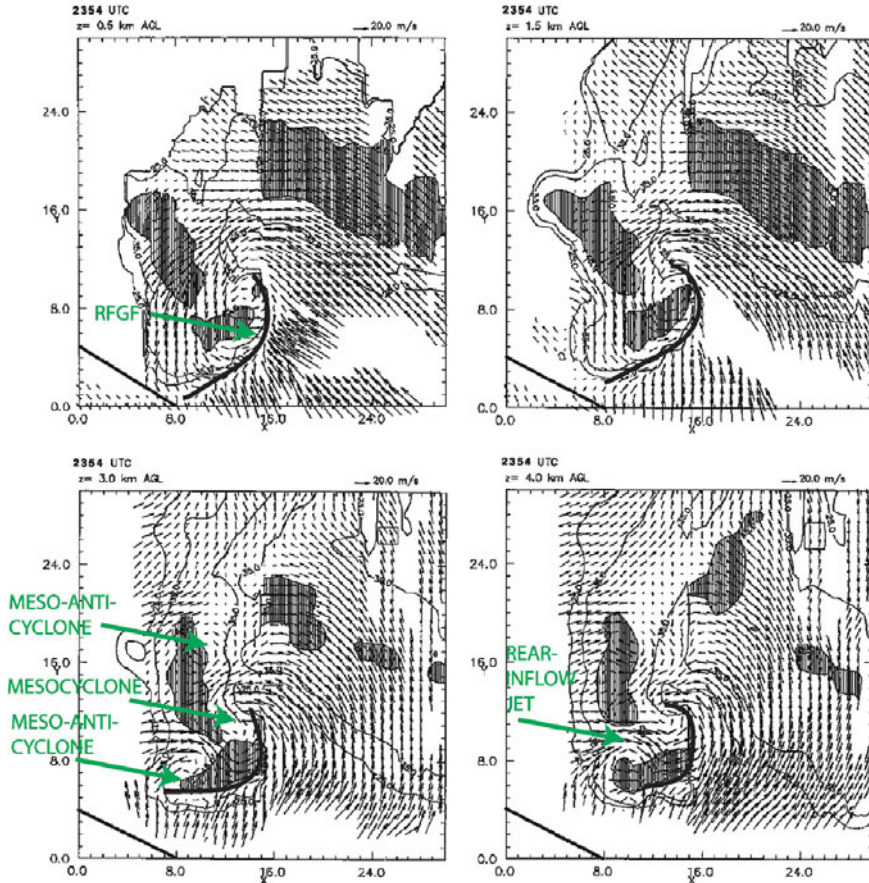 2354 UTC
z= 0.5 km AGL
20.0 m/s
24.0
16.0
8.0
0.0
0.0
8.0
16.0
24.0
X
RFGF
2354 UTC
z= 1.5 km AGL
20.0 m/s
24.0
16.0
8.0
0.0
0.0
8.0
16.0
24.0
X
2354 UTC
z= 3.0 km AGL
20.0 m/s
24.0
16.0
8.0
0.0
0.0
8.0
16.0
24.0
X
MESO-ANTI-
CYCLONE
MESOCYCLONE
MESO-ANTI-
CYCLONE
2354 UTC
z= 4.0 km AGL
20.0 m/s
24.0
16.0
8.0
0.0
0.0
8.0
16.0
24.0
X
REAR-
INFLOW
JET